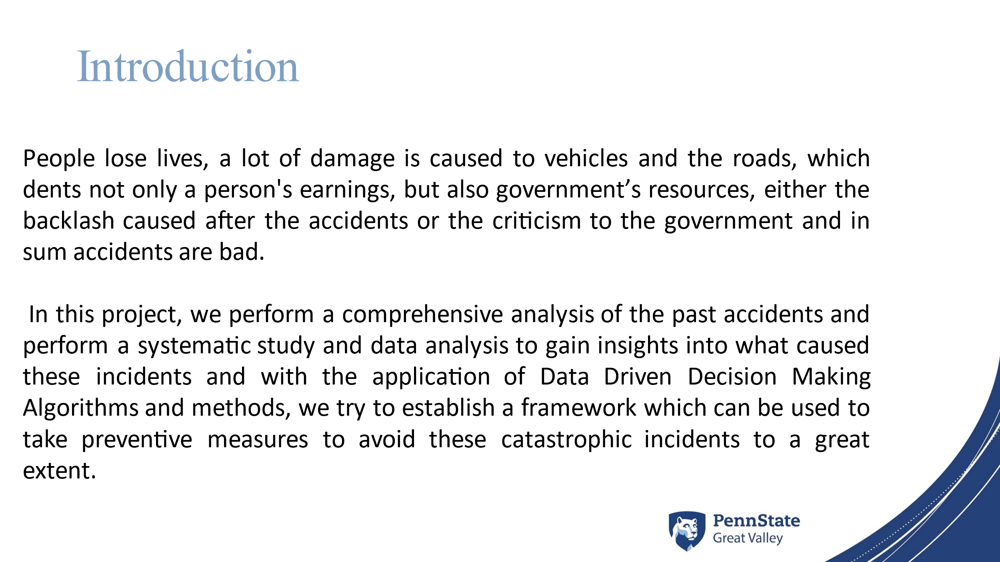 Introduction
People lose lives, a lot of damage is caused to vehicles and the roads, which
dents not only a person's earnings, but also government’s resources, either the
backlash caused after the accidents or the criticism to the government and in
sum accidents are bad.
In this project, we perform a comprehensive analysis of the past accidents and
perform a systematic study and data analysis to gain insights into what caused
these incidents and with the application of Data Driven Decision Making
Algorithms and methods, we try to establish a framework which can be used to
take preventive measures to avoid these catastrophic incidents to a great
extent.
PennState
Great Valley